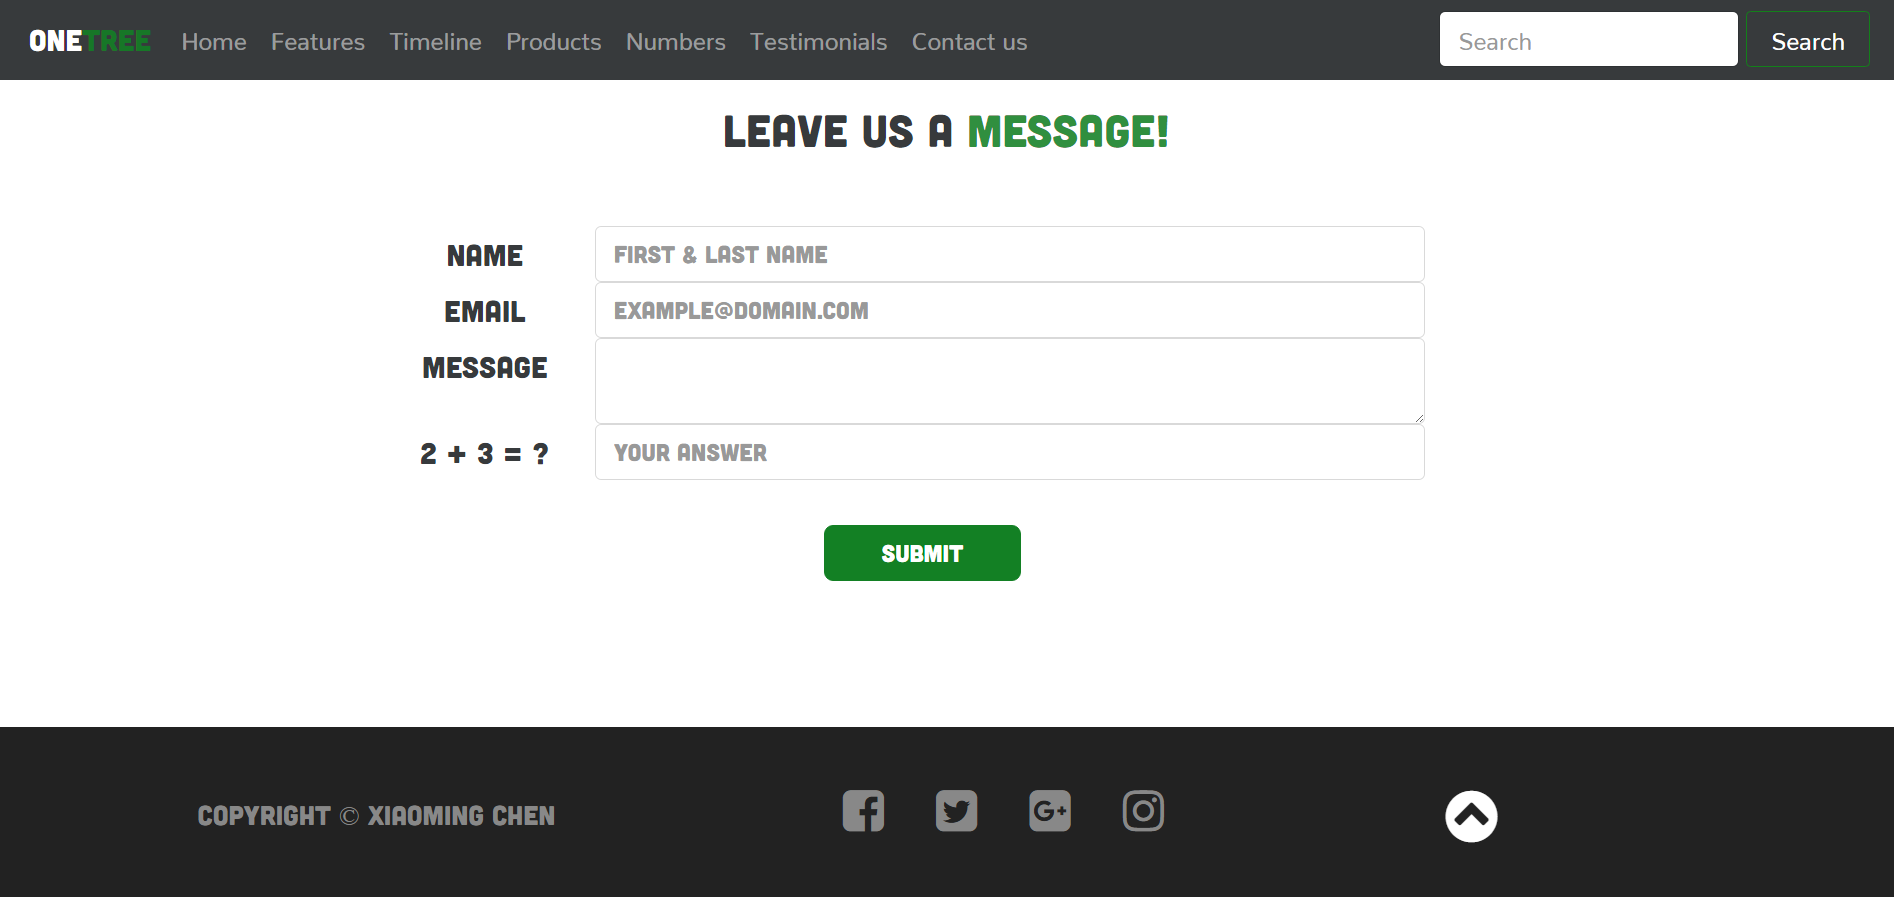 ONETREE Home Features Timeline Products Numbers Testimonials Contact us Search Search
LEAVE US A MESSAGE!
NAME FIRST & LAST NAME
EMAIL EXAMPLE@DOMAIN.COM
MESSAGE
2 + 3 = ? YOUR ANSWER
SUBMIT
COPYRIGHT © XIAOMING CHEN